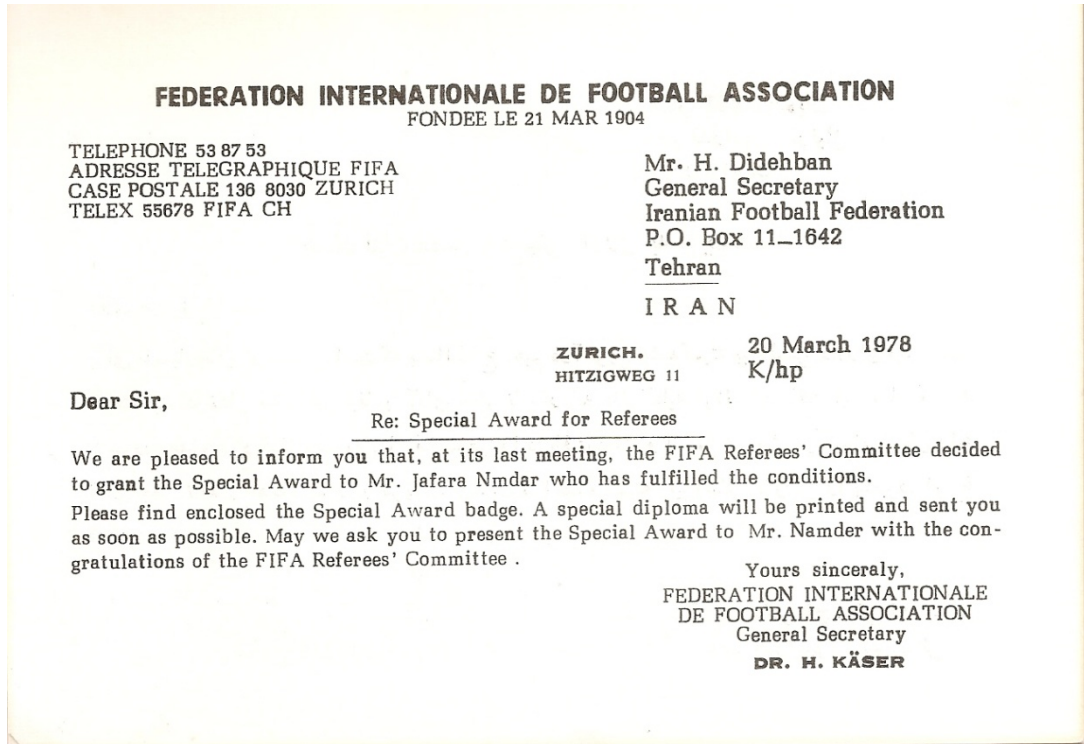 FEDERATION INTERNATIONALE DE FOOTBALL ASSOCIATION
FONDEE LE 21 MAR 1904
TELEPHONE 53 87 53
ADRESSE TELEGRAPHIQUE FIFA
CASE POSTALE 136 8030 ZURICH
TELEX 55678 FIFA CH
Mr. H. Didehban
General Secretary
Iranian Football Federation
P.O. Box 11_1642
Tehran
I R A N
ZURICH.
HITZIGWEG 11
20 March 1978
K/hp
Dear Sir,
Re: Special Award for Referees
We are pleased to inform you that, at its last meeting, the FIFA Referees' Committee decided
to grant the Special Award to Mr. Jafara Nmdar who has fulfilled the conditions.
Please find enclosed the Special Award badge. A special diploma will be printed and sent you
as soon as possible. May we ask you to present the Special Award to Mr. Namder with the con-
gratulations of the FIFA Referees' Committee .
Yours sinceraly,
FEDERATION INTERNATIONALE
DE FOOTBALL ASSOCIATION
General Secretary
DR. H. KÄSER